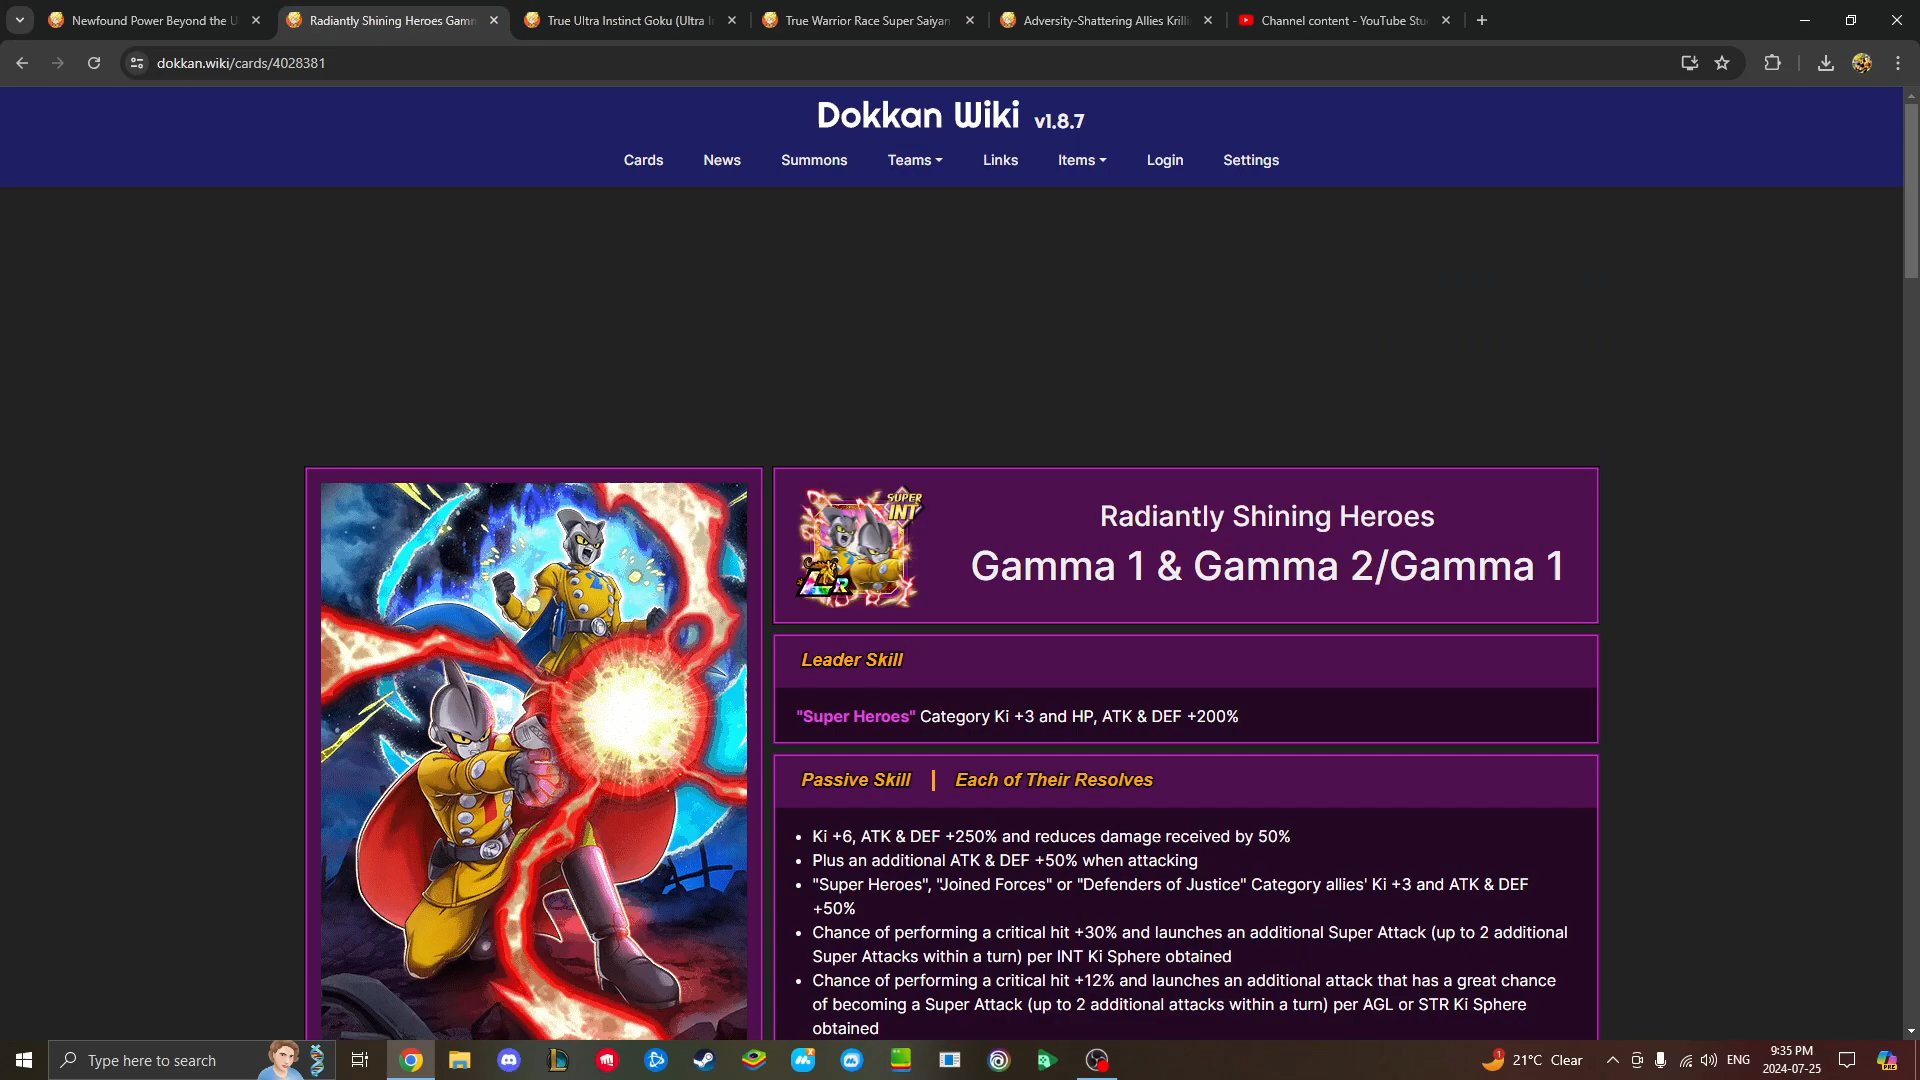 Newfound Power Beyond the U
Radiantly Shining Heroes Gamm
True Ultra Instinct Goku (Ultra I
True Warrior Race Super Saiyan
Adversity-Shattering Allies Krilli
Channel content - YouTube Stu
dokkan.wiki/cards/4028381
Dokkan Wiki v1.8.7
Cards News Summons Teams Links Items Login Settings
SUPER INT
LR
Radiantly Shining Heroes
Gamma 1 & Gamma 2/Gamma 1
Leader Skill
"Super Heroes" Category Ki +3 and HP, ATK & DEF +200%
Passive Skill | Each of Their Resolves
• Ki +6, ATK & DEF +250% and reduces damage received by 50%
• Plus an additional ATK & DEF +50% when attacking
• "Super Heroes", "Joined Forces" or "Defenders of Justice" Category allies' Ki +3 and ATK & DEF
+50%
• Chance of performing a critical hit +30% and launches an additional Super Attack (up to 2 additional
Super Attacks within a turn) per INT Ki Sphere obtained
• Chance of performing a critical hit +12% and launches an additional attack that has a great chance
of becoming a Super Attack (up to 2 additional attacks within a turn) per AGL or STR Ki Sphere
obtained
Type here to search
1
21°C Clear
ENG
9:35 PM
2024-07-25
PRE